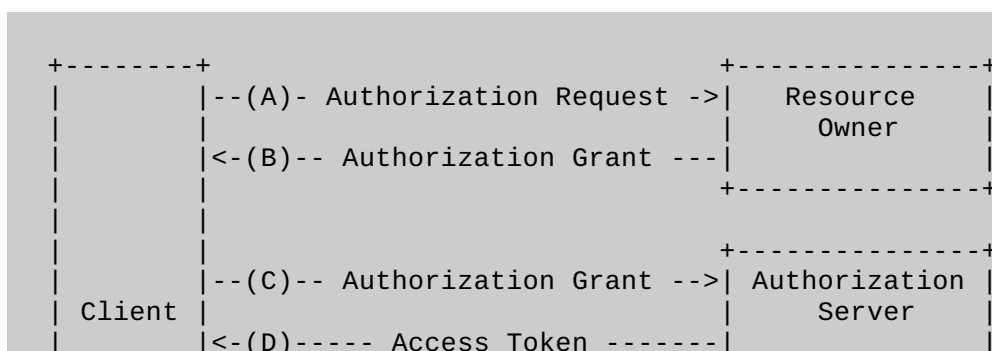 +--------+                               +---------------+
|        |--(A)- Authorization Request ->|   Resource    |
|        |                               |     Owner     |
|        |<-(B)-- Authorization Grant ---|               |
|        |                               +---------------+
|        |
|        |                               +---------------+
|        |--(C)-- Authorization Grant -->| Authorization |
| Client |                               |     Server    |
|        |<-(D)----- Access Token -------|               |